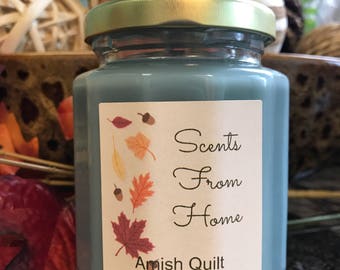 Scents
From
Home
Amish Quilt